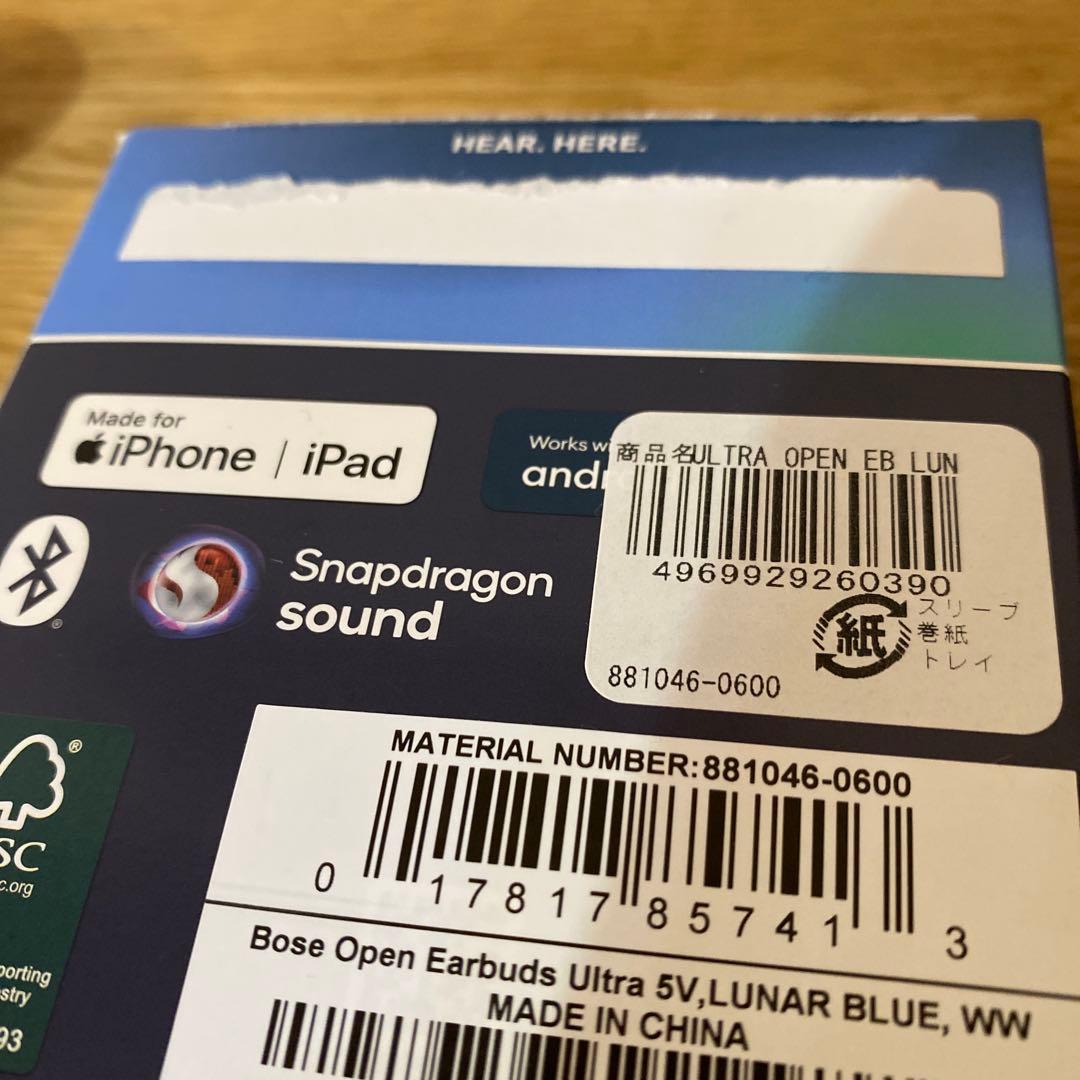 HEAR. HERE.
Made for
iPhone | iPad
Works
商品名ULTRA OPEN EB LUN
4969929260390
紙
スリーブ
巻紙
トレイ
881046-0600
Snapdragon
sound
®
MATERIAL NUMBER:881046-0600
0 17817 85741 3
Bose Open Earbuds Ultra 5V,LUNAR BLUE, WW
MADE IN CHINA
®
SC
c.org
porting
stry
93